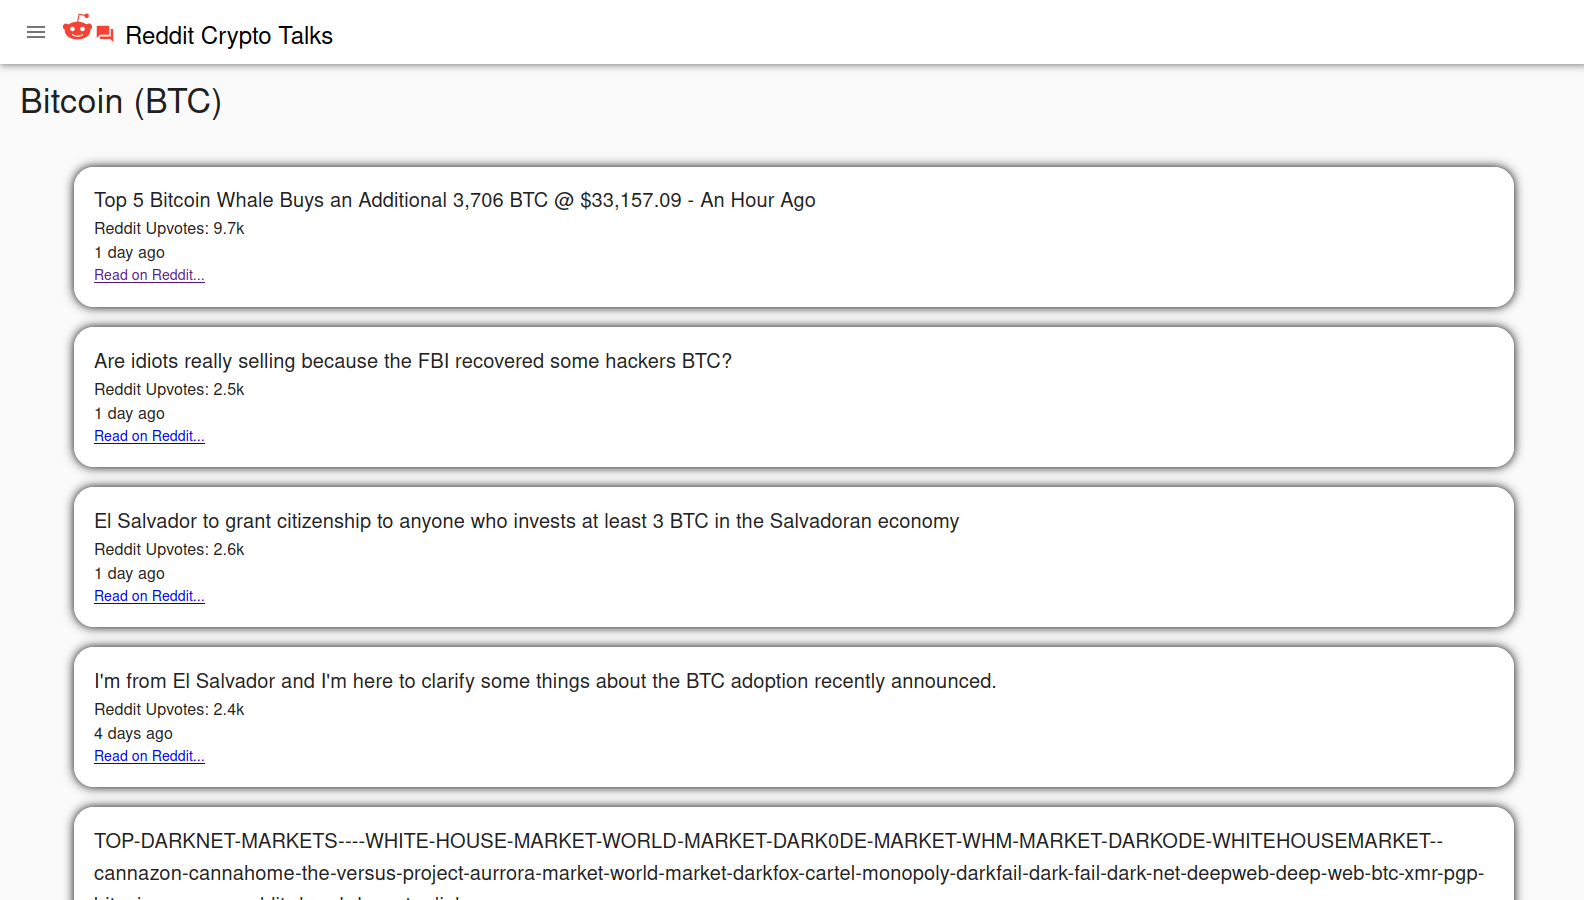 Reddit Crypto Talks
Bitcoin (BTC)
Top 5 Bitcoin Whale Buys an Additional 3,706 BTC @ $33,157.09 - An Hour Ago
Reddit Upvotes: 9.7k
1 day ago
Read on Reddit...
Are idiots really selling because the FBI recovered some hackers BTC?
Reddit Upvotes: 2.5k
1 day ago
Read on Reddit...
El Salvador to grant citizenship to anyone who invests at least 3 BTC in the Salvadoran economy
Reddit Upvotes: 2.6k
1 day ago
Read on Reddit...
I'm from El Salvador and I'm here to clarify some things about the BTC adoption recently announced.
Reddit Upvotes: 2.4k
4 days ago
Read on Reddit...
TOP-DARKNET-MARKETS----WHITE-HOUSE-MARKET-WORLD-MARKET-DARK0DE-MARKET-WHM-MARKET-DARKODE-WHITEHOUSEMARKET--
cannazon-cannahome-the-versus-project-aurrora-market-world-market-darkfox-cartel-monopoly-darkfail-dark-fail-dark-net-deepweb-deep-web-btc-xmr-pgp-